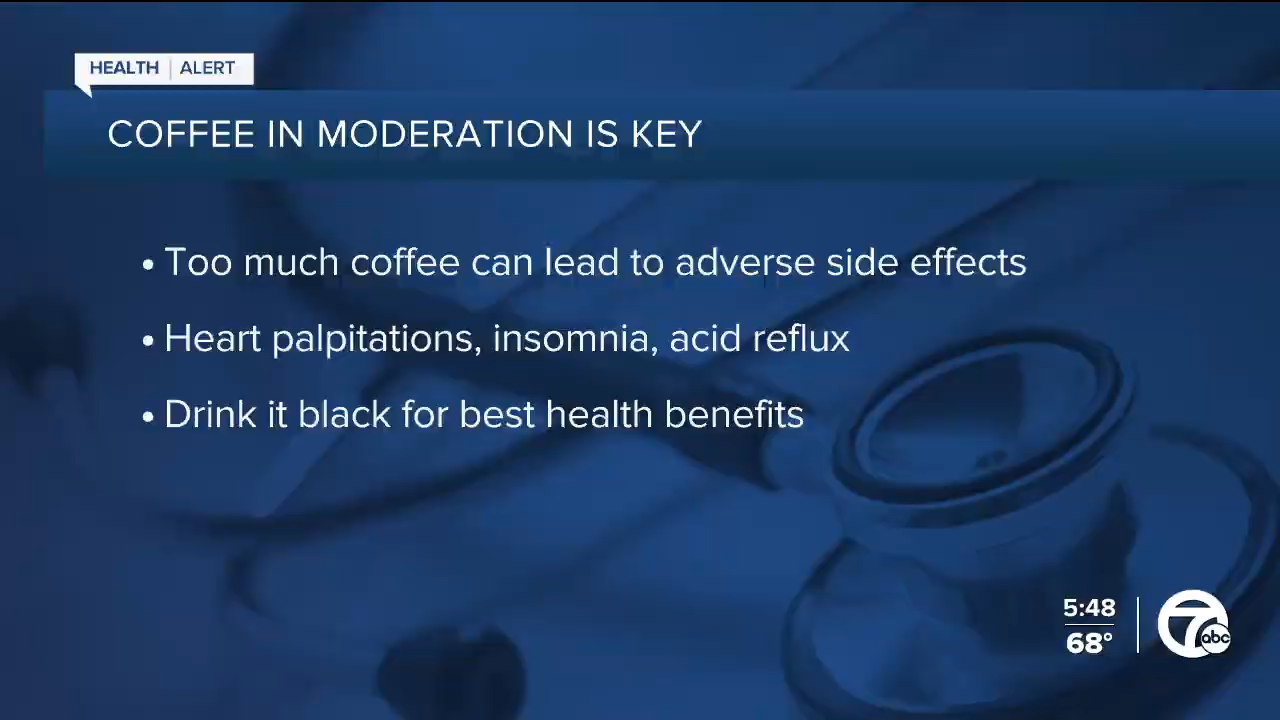 HEALTH | ALERT
COFFEE IN MODERATION IS KEY
• Too much coffee can lead to adverse side effects
• Heart palpitations, insomnia, acid reflux
• Drink it black for best health benefits
5:48
68°
7 abc